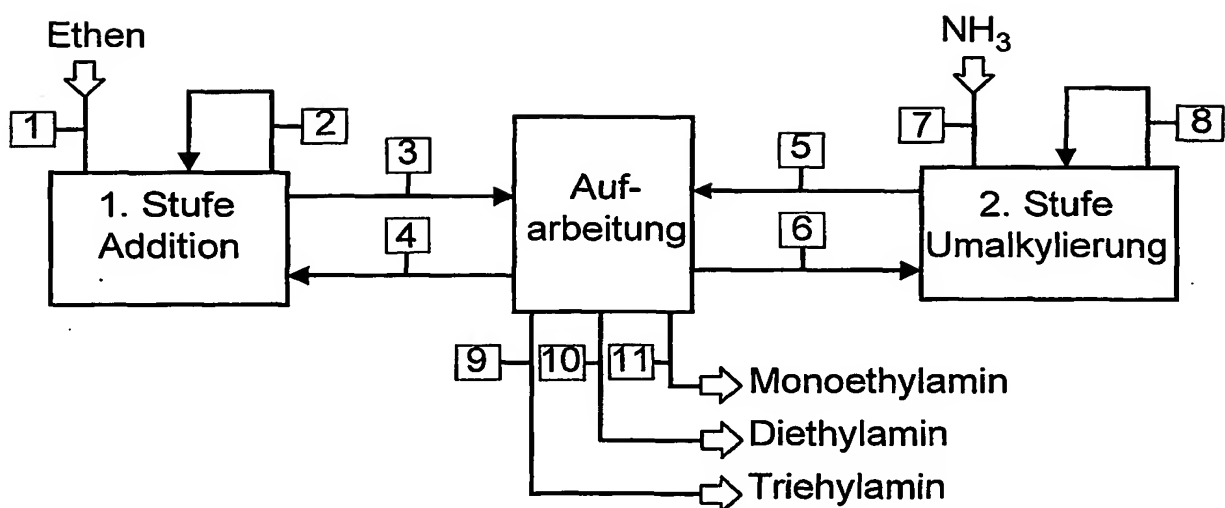 Ethen
NH₃
1
2
3
4
5
6
7
8
1. Stufe
Addition
Auf-
arbeitung
2. Stufe
Umalkylierung
9
10
11
Monoethylamin
Diethylamin
Triehylamin